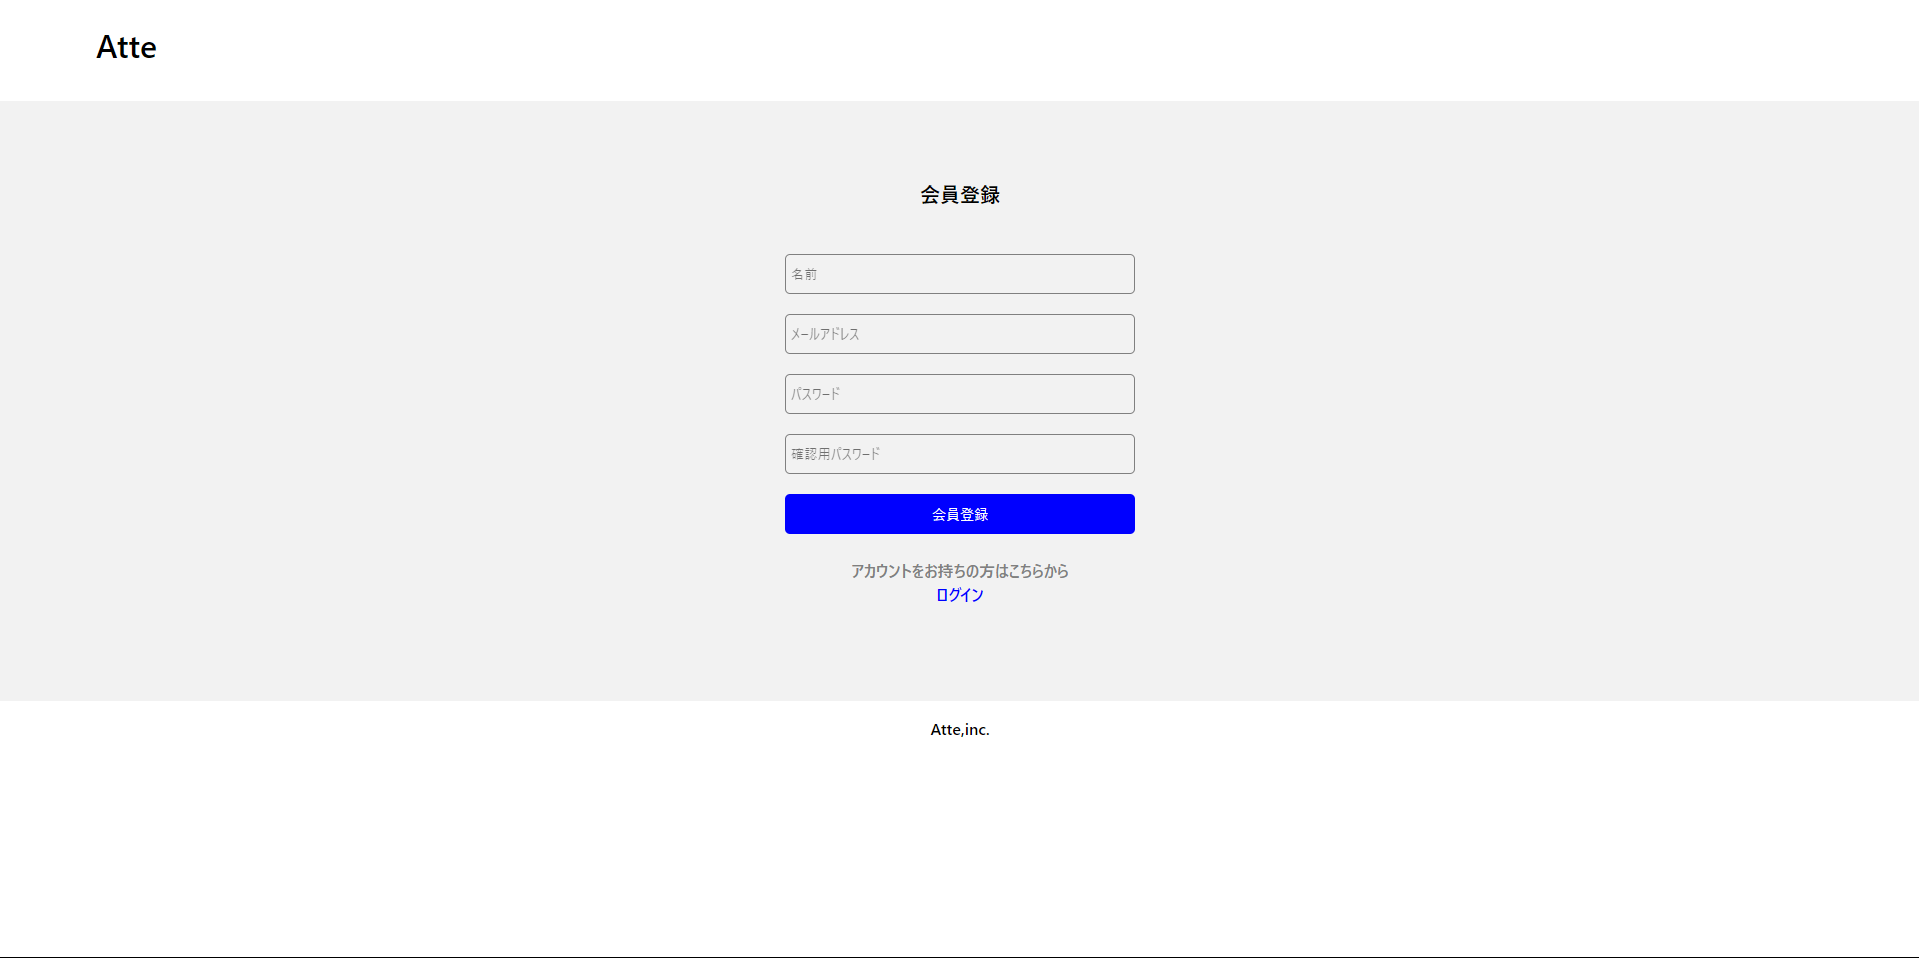 Atte
会員登録
名前
メールアドレス
パスワード
確認用パスワード
会員登録
アカウントをお持ちの方はこちらから
ログイン
Atte,inc.